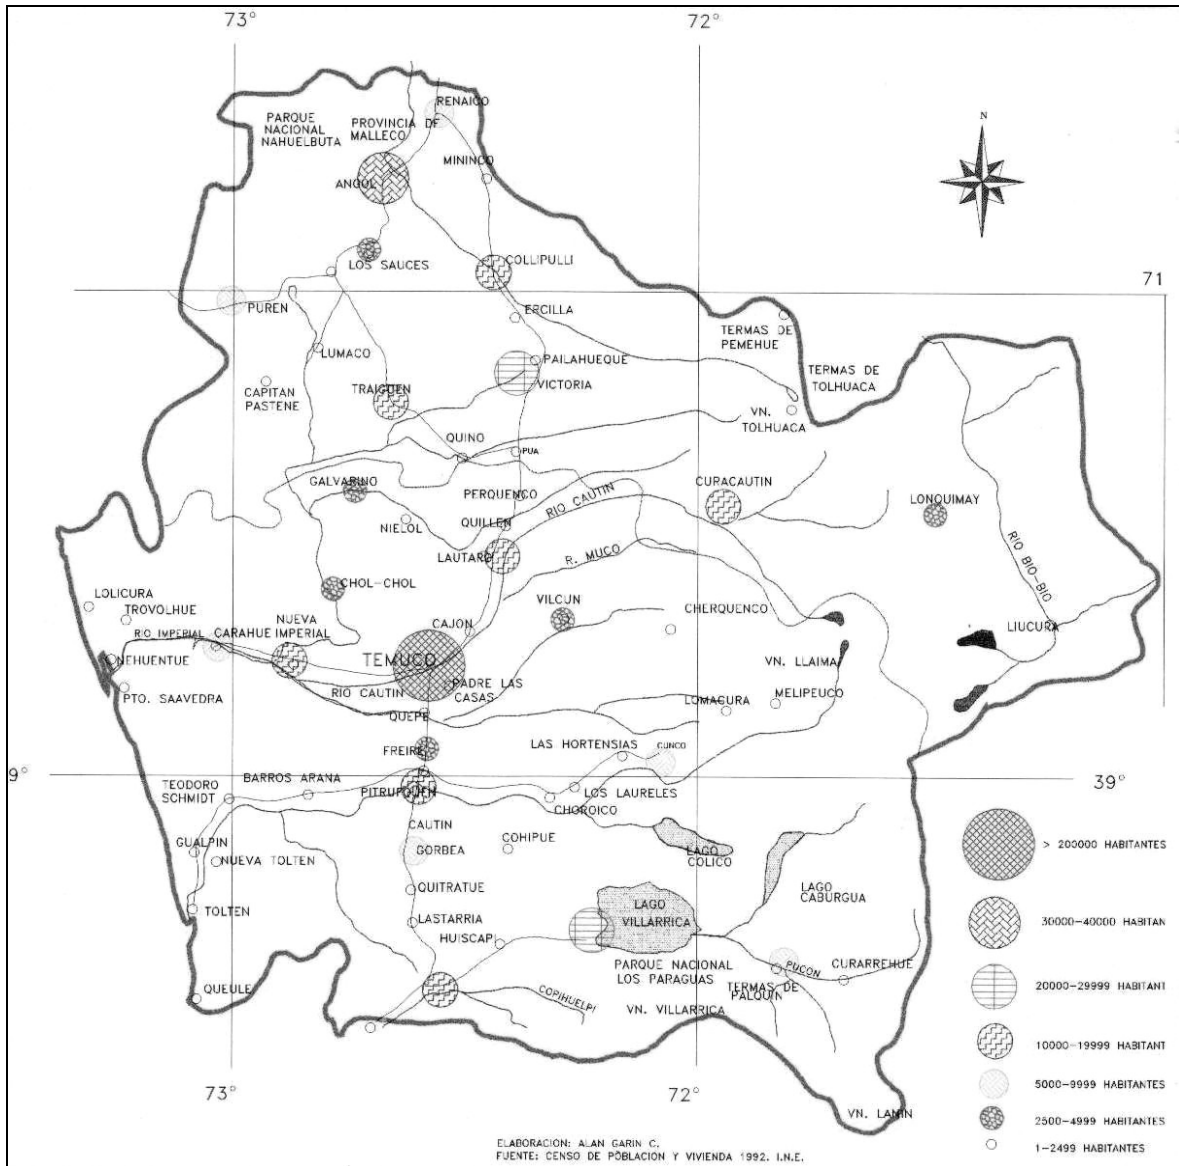 73°
72°
N
RENAICO
PARQUE
NACIONAL
NAHUELBUTA
PROVINCIA DE
MALLECO
MININCO
ANGOL
LOS SAUCES
COLLIPULLI
71
PUREN
ERCILLA
TERMAS DE
PEMEHUE
LUMACO
PAILAHUEQUE
TERMAS DE
TOLHUACA
CAPITAN
PASTENE
TRAIGUEN
VICTORIA
VN.
TOLHUACA
QUINO
PUA
GALVARINO
PERQUENCO
CURACAUTIN
LONQUIMAY
RIO CAUTIN
NIELOL
QUILLEN
LAUTARO
R. MUCO
RIO BIO-BIO
CHOL-CHOL
LOLICURA
TROVOLHUE
VILCUN
CHERQUENCO
NUEVA
IMPERIAL
RIO IMPERIAL
CARAHUE
CAJON
LIUCURA
NEHUENTUE
TEMUCO
VN. LLAIMA
PTO. SAAVEDRA
RIO CAUTIN
PADRE LAS
CASAS
LOMACURA
MELIPEUCO
QUEPE
FREIRE
LAS HORTENSIAS
CUNCO
9°
39°
TEODORO
SCHMIDT
BARROS ARANA
PITRUFQUEN
LOS LAURELES
CHOROICO
CAUTIN
GUALPIN
NUEVA TOLTEN
GORBEA
COHIPUE
LAGO
COLICO
> 200000 HABITANTES
QUITRATUE
LAGO
CABURGUA
TOLTEN
LASTARRIA
LAGO
VILLARRICA
30000-40000 HABITAN
HUISCAPI
PARQUE NACIONAL
LOS PARAGUAS
PUCON
CURARREHUE
QUEULE
COPIHUELPI
TERMAS DE
PALQUIN
VN. VILLARRICA
20000-29999 HABITANT
10000-19999 HABITANT
73°
72°
5000-9999 HABITANTES
VN. LANIN
2500-4999 HABITANTES
1-2499 HABITANTES
ELABORACION: ALAN GARIN C.
FUENTE: CENSO DE POBLACION Y VIVIENDA 1992. I.N.E.